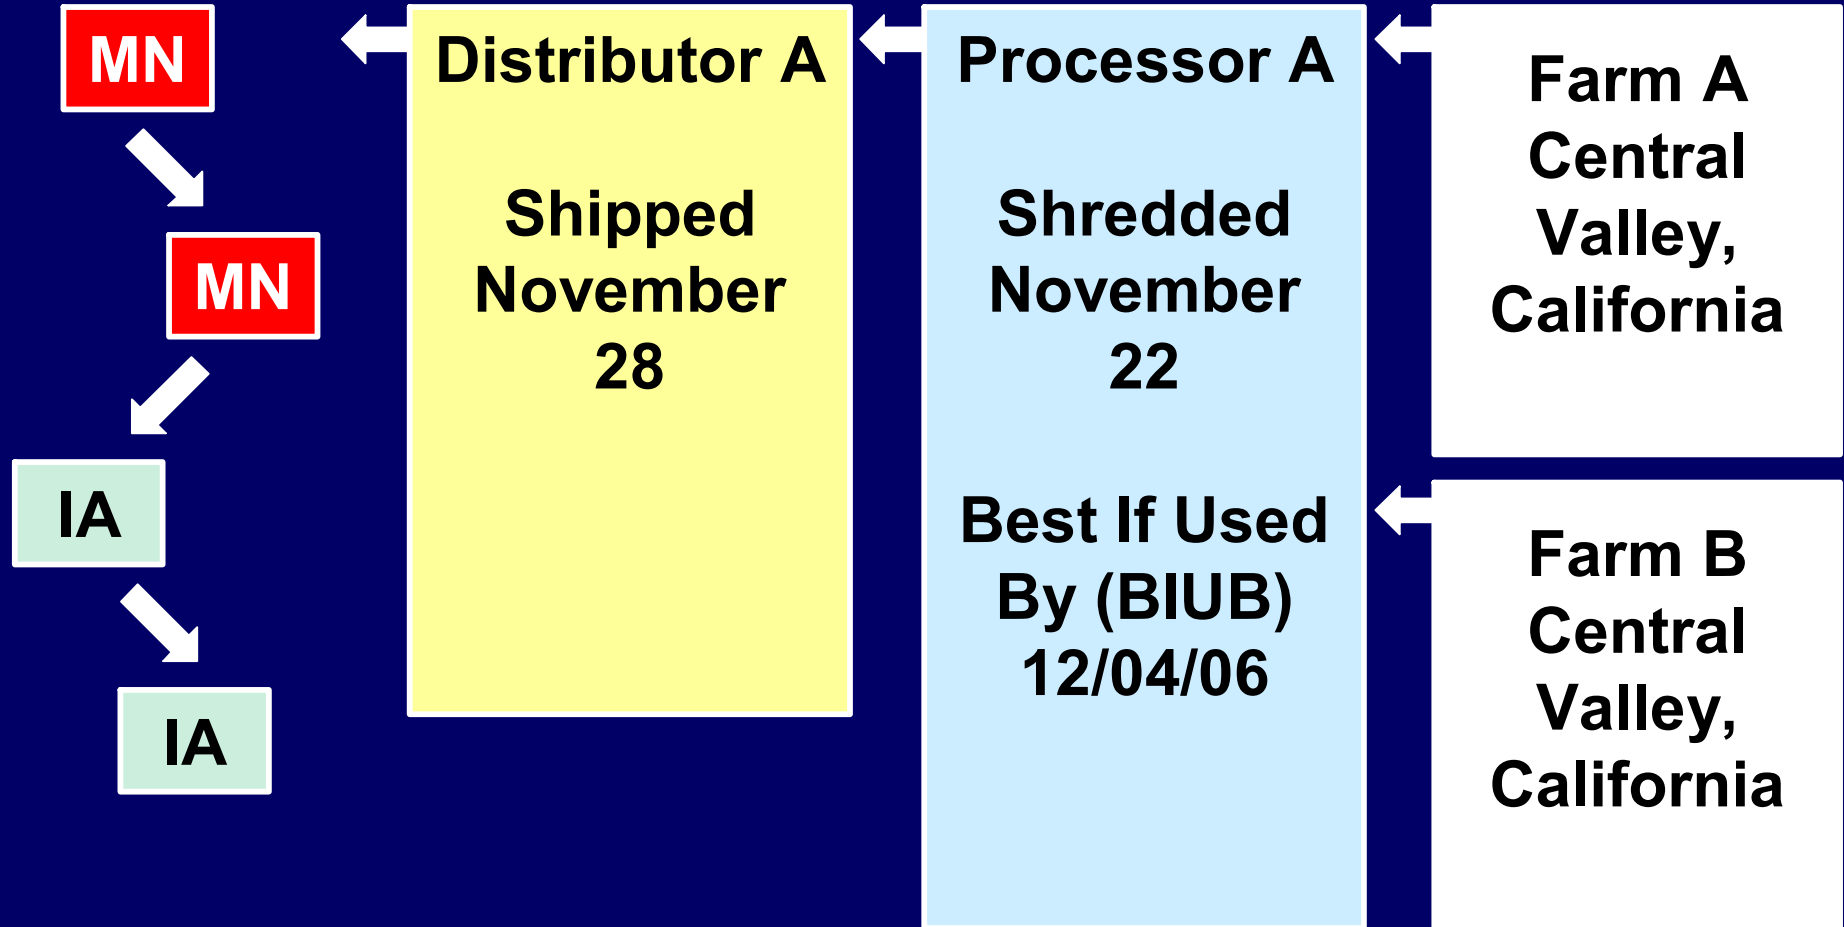 MN
MN
IA
IA
Distributor A
Shipped
November
28
Processor A
Shredded
November
22
Best If Used
By (BIUB)
12/04/06
Farm A
Central
Valley,
California
Farm B
Central
Valley,
California